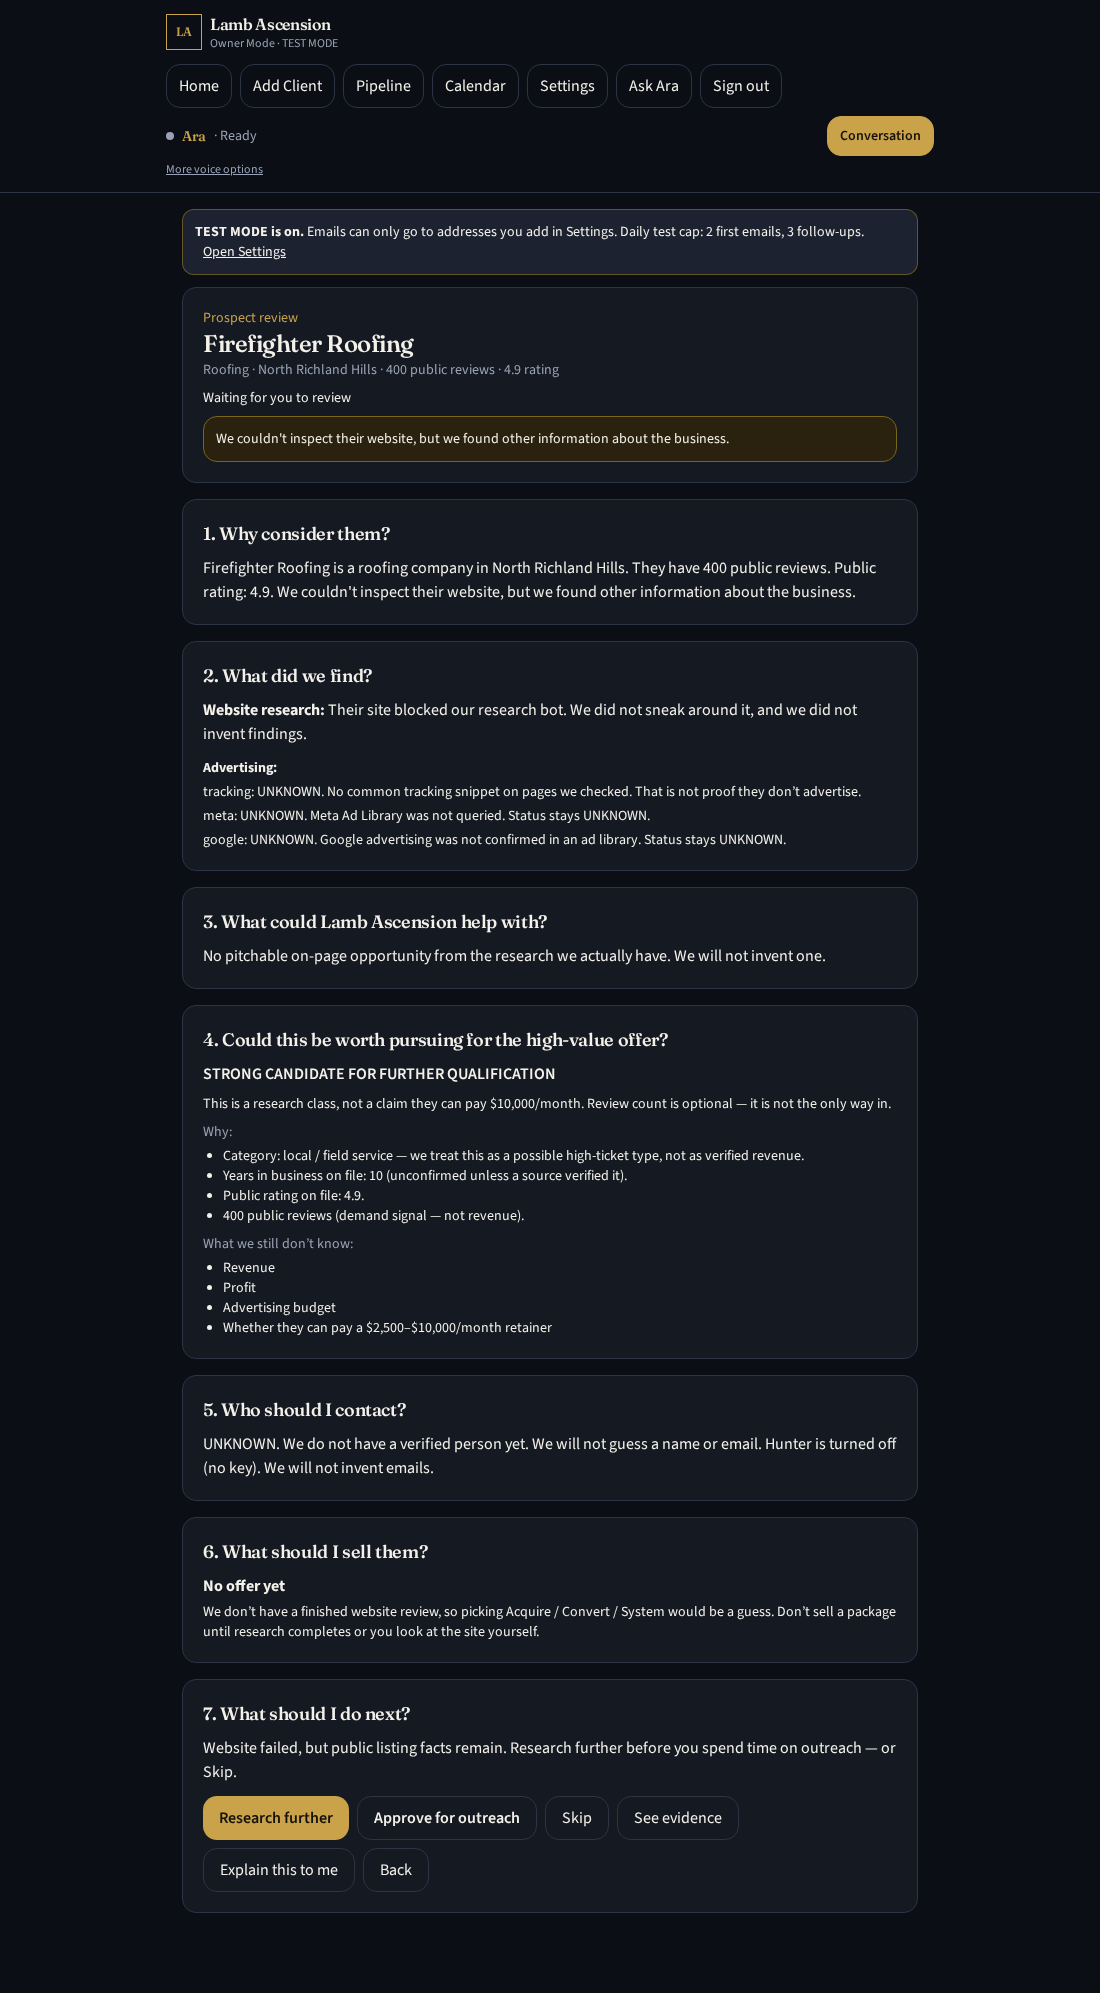 LA
Lamb Ascension
Owner Mode · TEST MODE
Home
Add Client
Pipeline
Calendar
Settings
Ask Ara
Sign out
Ara · Ready
Conversation
More voice options
TEST MODE is on. Emails can only go to addresses you add in Settings. Daily test cap: 2 first emails, 3 follow-ups.
Open Settings
Prospect review
Firefighter Roofing
Roofing · North Richland Hills · 400 public reviews · 4.9 rating
Waiting for you to review
We couldn't inspect their website, but we found other information about the business.
1. Why consider them?
Firefighter Roofing is a roofing company in North Richland Hills. They have 400 public reviews. Public
rating: 4.9. We couldn't inspect their website, but we found other information about the business.
2. What did we find?
Website research: Their site blocked our research bot. We did not sneak around it, and we did not
invent findings.
Advertising:
tracking: UNKNOWN. No common tracking snippet on pages we checked. That is not proof they don’t advertise.
meta: UNKNOWN. Meta Ad Library was not queried. Status stays UNKNOWN.
google: UNKNOWN. Google advertising was not confirmed in an ad library. Status stays UNKNOWN.
3. What could Lamb Ascension help with?
No pitchable on-page opportunity from the research we actually have. We will not invent one.
4. Could this be worth pursuing for the high-value offer?
STRONG CANDIDATE FOR FURTHER QUALIFICATION
This is a research class, not a claim they can pay $10,000/month. Review count is optional — it is not the only way in.
Why:
• Category: local / field service — we treat this as a possible high-ticket type, not as verified revenue.
• Years in business on file: 10 (unconfirmed unless a source verified it).
• Public rating on file: 4.9.
• 400 public reviews (demand signal — not revenue).
What we still don’t know:
• Revenue
• Profit
• Advertising budget
• Whether they can pay a $2,500–$10,000/month retainer
5. Who should I contact?
UNKNOWN. We do not have a verified person yet. We will not guess a name or email. Hunter is turned off
(no key). We will not invent emails.
6. What should I sell them?
No offer yet
We don’t have a finished website review, so picking Acquire / Convert / System would be a guess. Don’t sell a package
until research completes or you look at the site yourself.
7. What should I do next?
Website failed, but public listing facts remain. Research further before you spend time on outreach — or
Skip.
Research further
Approve for outreach
Skip
See evidence
Explain this to me
Back